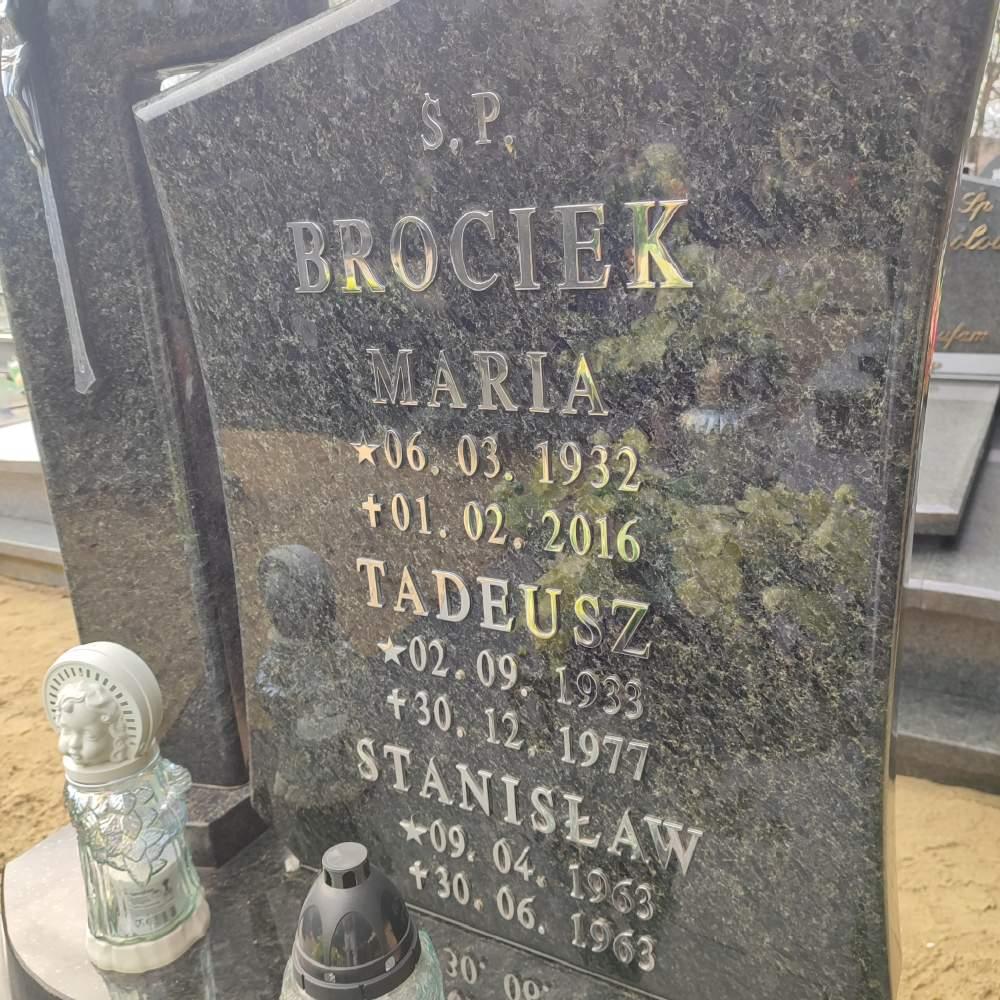 Ś. P.
BROCIEK
MARIA
★06. 03. 1932
✝01. 02. 2016
TADEUSZ
★02. 09. 1933
✝30. 12. 1977
STANISŁAW
★09. 04. 1963
✝30. 06. 1963
Sp